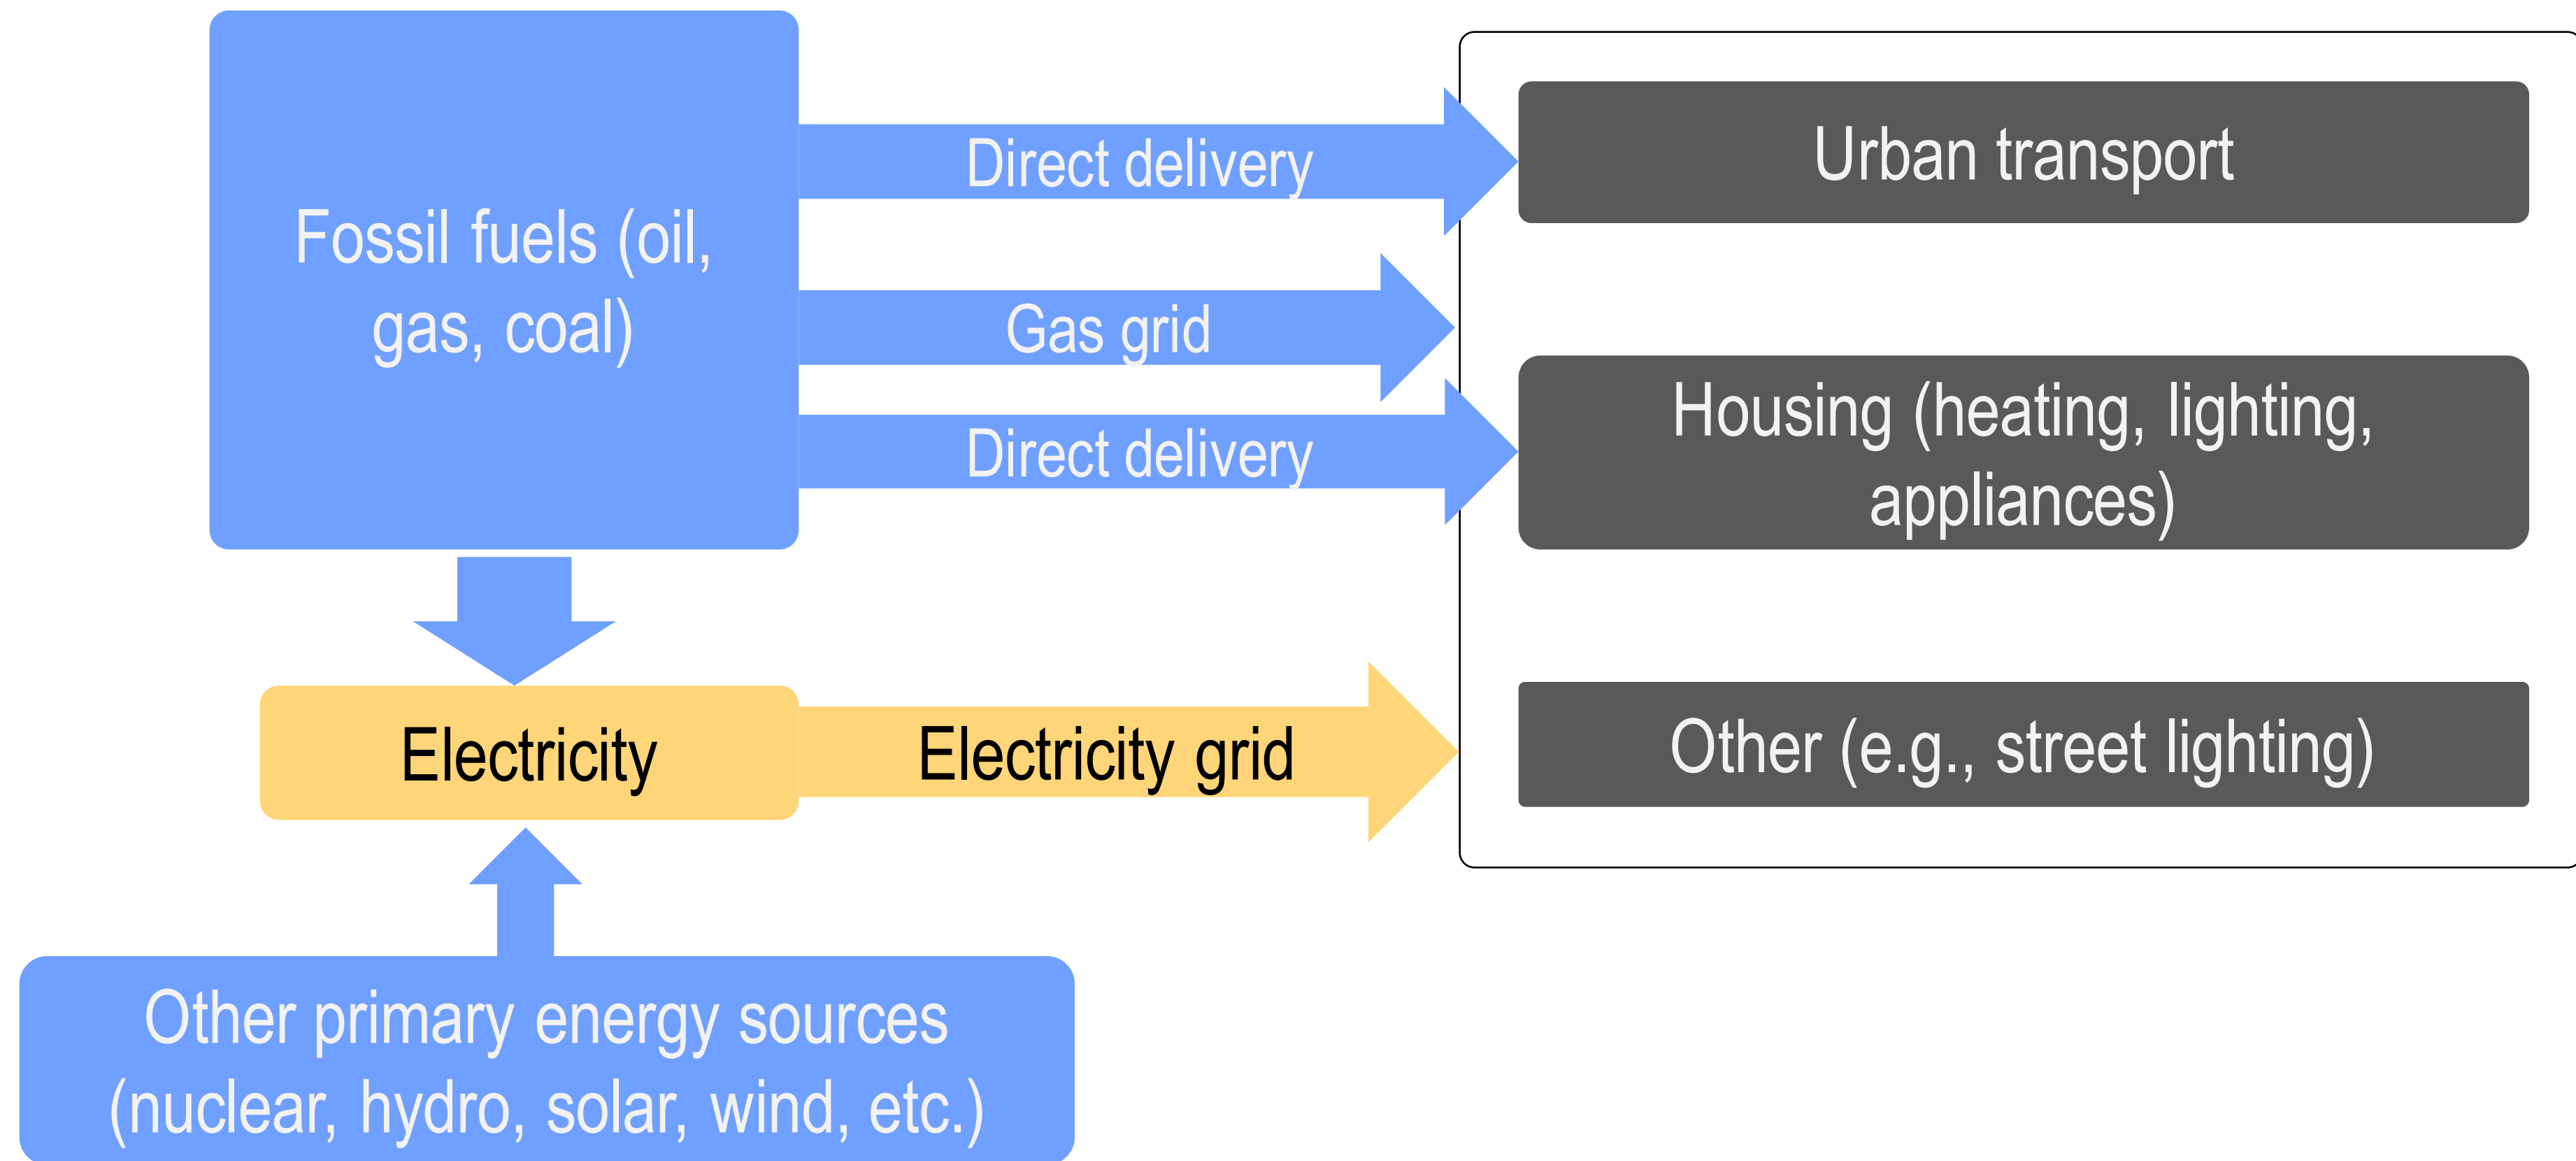 Fossil fuels (oil,
gas, coal)
Direct delivery
Gas grid
Direct delivery
Urban transport
Housing (heating, lighting,
appliances)
Electricity
Electricity grid
Other (e.g., street lighting)
Other primary energy sources
(nuclear, hydro, solar, wind, etc.)